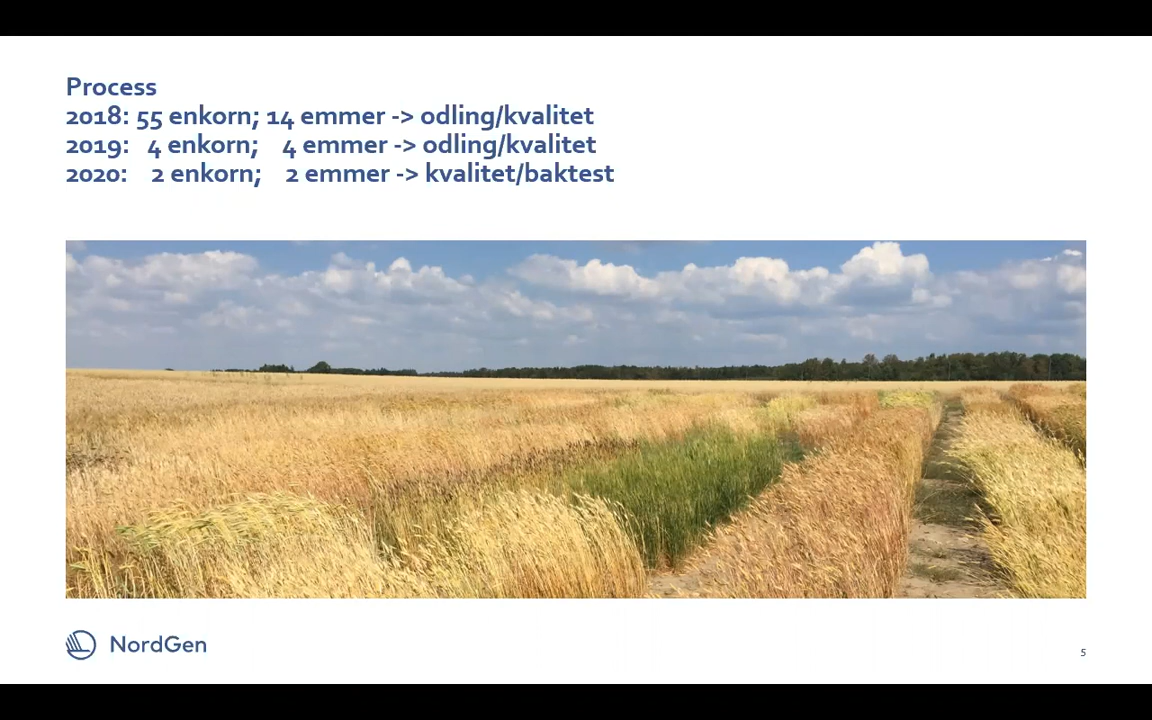 Process
2018: 55 enkorn; 14 emmer -> odling/kvalitet
2019: 4 enkorn; 4 emmer -> odling/kvalitet
2020: 2 enkorn; 2 emmer -> kvalitet/baktest
NordGen
5